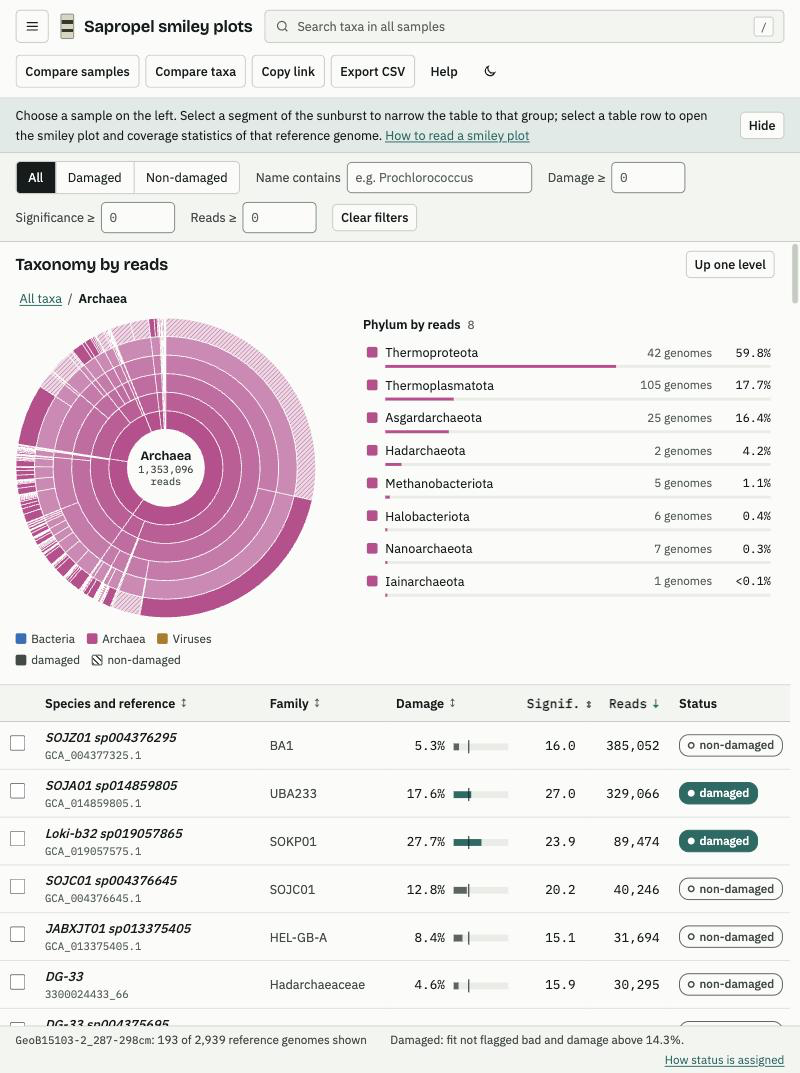 Sapropel smiley plots
Search taxa in all samples
/
Compare samples
Compare taxa
Copy link
Export CSV
Help
Choose a sample on the left. Select a segment of the sunburst to narrow the table to that group; select a table row to open
the smiley plot and coverage statistics of that reference genome. How to read a smiley plot
Hide
All
Damaged
Non-damaged
Name contains
e.g. Prochlorococcus
Damage ≥
0
Significance ≥
0
Reads ≥
0
Clear filters
Taxonomy by reads
Up one level
All taxa / Archaea
Archaea
1,353,096
reads
Phylum by reads 8
Thermoproteota 42 genomes 59.8%
Thermoplasmatota 105 genomes 17.7%
Asgardarchaeota 25 genomes 16.4%
Hadarchaeota 2 genomes 4.2%
Methanobacteriota 5 genomes 1.1%
Halobacteriota 6 genomes 0.4%
Nanoarchaeota 7 genomes 0.3%
Iainarchaeota 1 genomes <0.1%
Bacteria
Archaea
Viruses
damaged
non-damaged
Species and reference ↕ Family ↕ Damage ↕ Signif. ↕ Reads ↓ Status
SOJZ01 sp004376295
GCA_004377325.1
BA1 5.3% 16.0 385,052 non-damaged
SOJA01 sp014859805
GCA_014859805.1
UBA233 17.6% 27.0 329,066 damaged
Loki-b32 sp019057865
GCA_019057575.1
SOKP01 27.7% 23.9 89,474 damaged
SOJC01 sp004376645
GCA_004376645.1
SOJC01 12.8% 20.2 40,246 non-damaged
JABXJT01 sp013375405
GCA_013375405.1
HEL-GB-A 8.4% 15.1 31,694 non-damaged
DG-33
3300024433_66
Hadarchaeaceae 4.6% 15.9 30,295 non-damaged
DG-33 sp004375695
GeoB15103-2_287-298cm: 193 of 2,939 reference genomes shown
Damaged: fit not flagged bad and damage above 14.3%.
How status is assigned